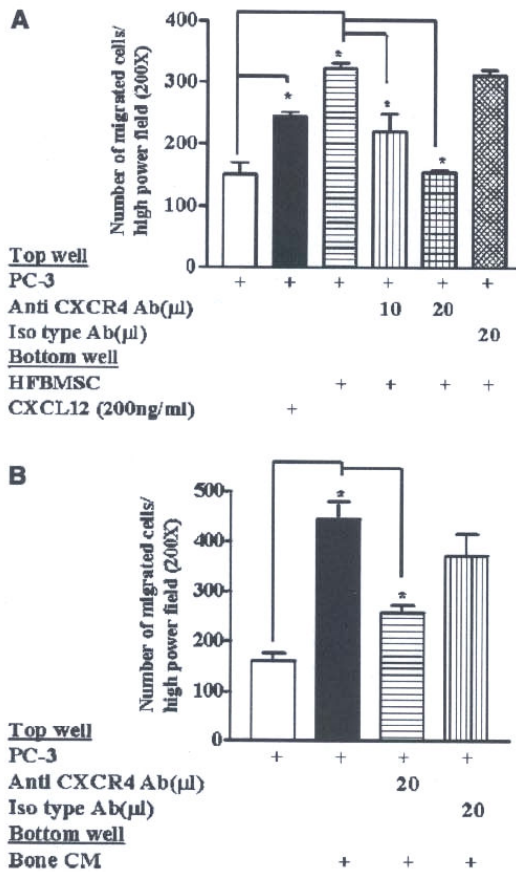 A
Number of migrated cells/
high power field (200X)
400
300
200
100
0
* * * *
Top well
PC-3 + + + + + +
Anti CXCR4 Ab(µl) 10 20
Iso type Ab(µl) 20
Bottom well
HFBMSC + + + +
CXCL12 (200ng/ml) +
B
Number of migrated cells/
high power field (200X)
500
400
300
200
100
0
* *
Top well
PC-3 + + + +
Anti CXCR4 Ab(µl) 20
Iso type Ab(µl) 20
Bottom well
Bone CM + + +